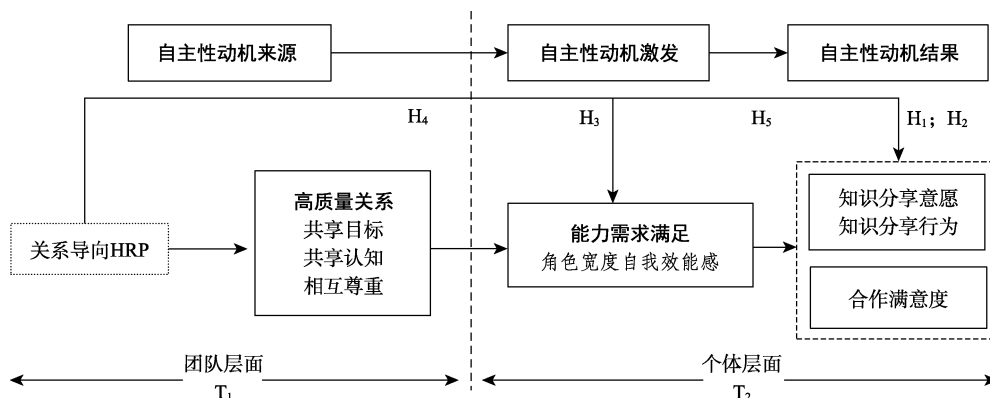 自主性动机来源
自主性动机激发
自主性动机结果
H₄
H₃
H₅
H₁；H₂
关系导向HRP
高质量关系
共享目标
共享认知
相互尊重
能力需求满足
角色宽度自我效能感
知识分享意愿
知识分享行为
合作满意度
团队层面
T₁
个体层面
T₂